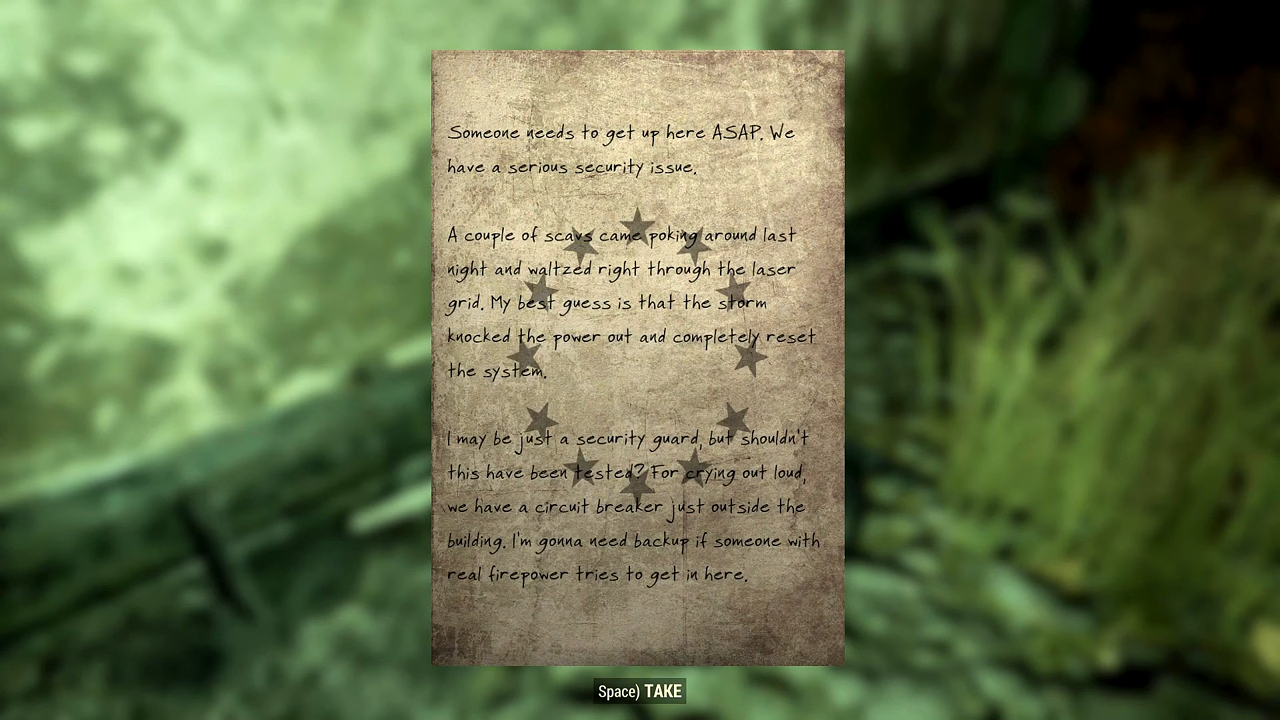 Someone needs to get up here ASAP. We
have a serious security issue.
A couple of scavs came poking around last
night and waltzed right through the laser
grid. My best guess is that the storm
knocked the power out and completely reset
the system.
I may be just a security guard, but shouldn't
this have been tested? For crying out loud,
we have a circuit breaker just outside the
building. I'm gonna need backup if someone with
real firepower tries to get in here.
Space) TAKE